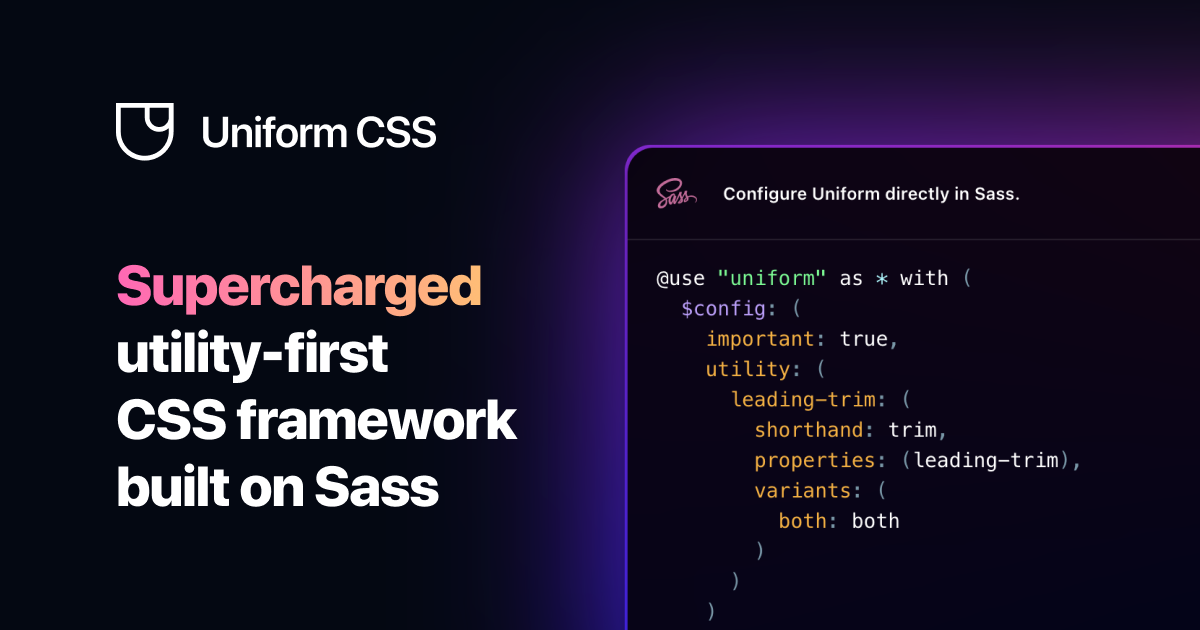 Uniform CSS
Supercharged
utility-first
CSS framework
built on Sass
Sass
Configure Uniform directly in Sass.
@use "uniform" as * with (
  $config: (
    important: true,
    utility: (
      leading-trim: (
        shorthand: trim,
        properties: (leading-trim),
        variants: (
          both: both
        )
      )
    )